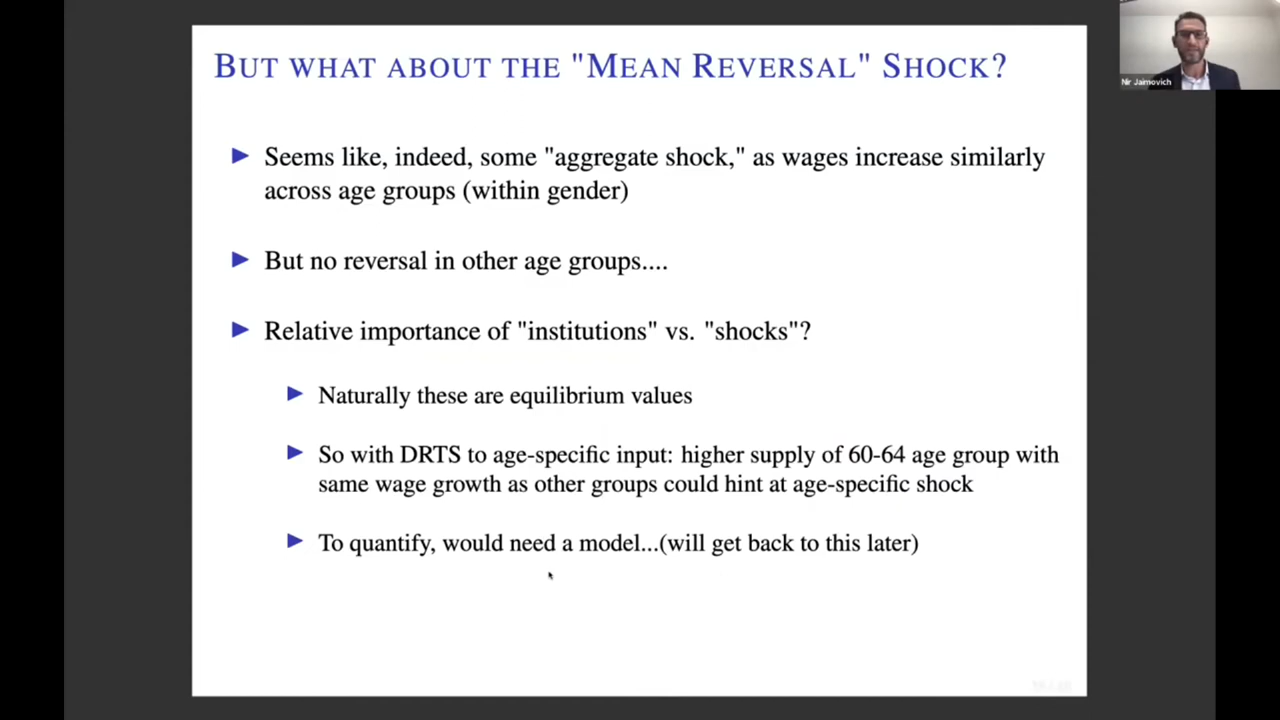 BUT WHAT ABOUT THE "MEAN REVERSAL" SHOCK?
Nir Jaimovich
Seems like, indeed, some "aggregate shock," as wages increase similarly
across age groups (within gender)
But no reversal in other age groups....
Relative importance of "institutions" vs. "shocks"?
Naturally these are equilibrium values
So with DRTS to age-specific input: higher supply of 60-64 age group with
same wage growth as other groups could hint at age-specific shock
To quantify, would need a model...(will get back to this later)